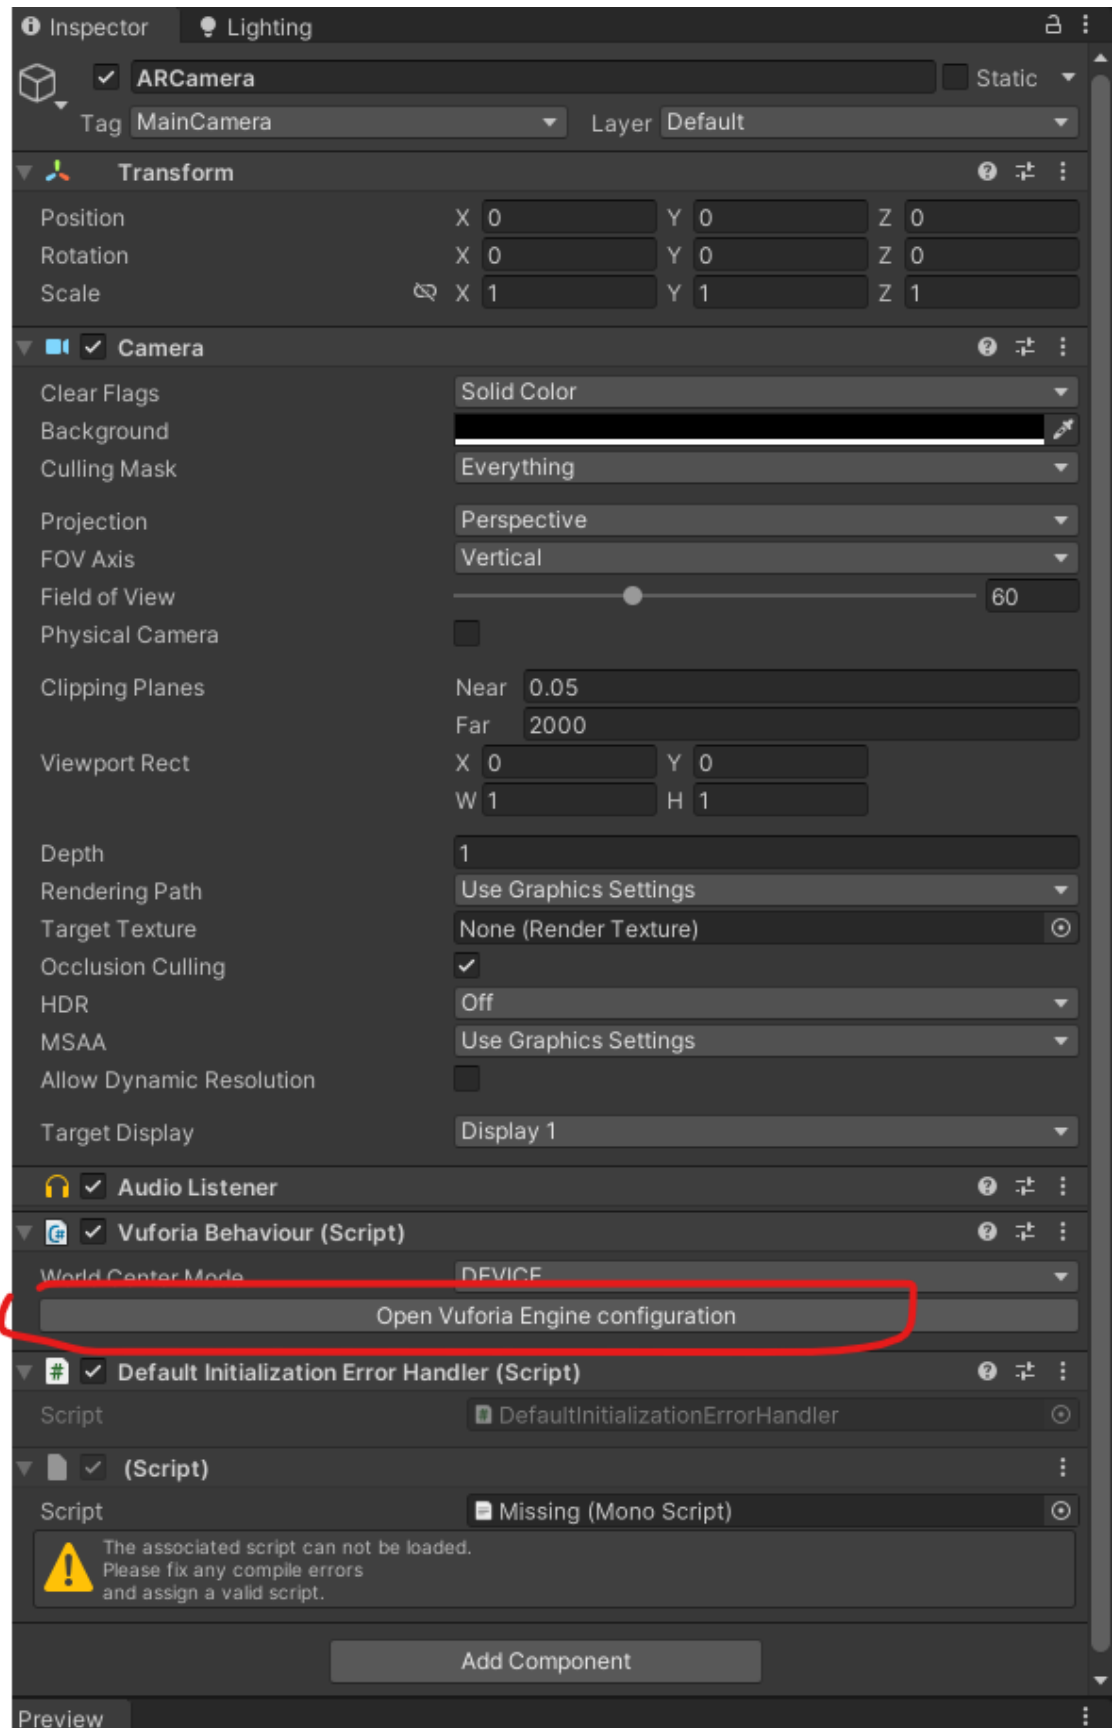 Inspector Lighting
ARCamera Static
Tag MainCamera Layer Default
Transform
Position X 0 Y 0 Z 0
Rotation X 0 Y 0 Z 0
Scale X 1 Y 1 Z 1
Camera
Clear Flags Solid Color
Background
Culling Mask Everything
Projection Perspective
FOV Axis Vertical
Field of View 60
Physical Camera
Clipping Planes Near 0.05
Far 2000
Viewport Rect X 0 Y 0
W 1 H 1
Depth 1
Rendering Path Use Graphics Settings
Target Texture None (Render Texture)
Occlusion Culling
HDR Off
MSAA Use Graphics Settings
Allow Dynamic Resolution
Target Display Display 1
Audio Listener
Vuforia Behaviour (Script)
World Center Mode DEVICE
Open Vuforia Engine configuration
# Default Initialization Error Handler (Script)
Script # DefaultInitializationErrorHandler
(Script)
Script Missing (Mono Script)
The associated script can not be loaded.
Please fix any compile errors
and assign a valid script.
Add Component
Preview